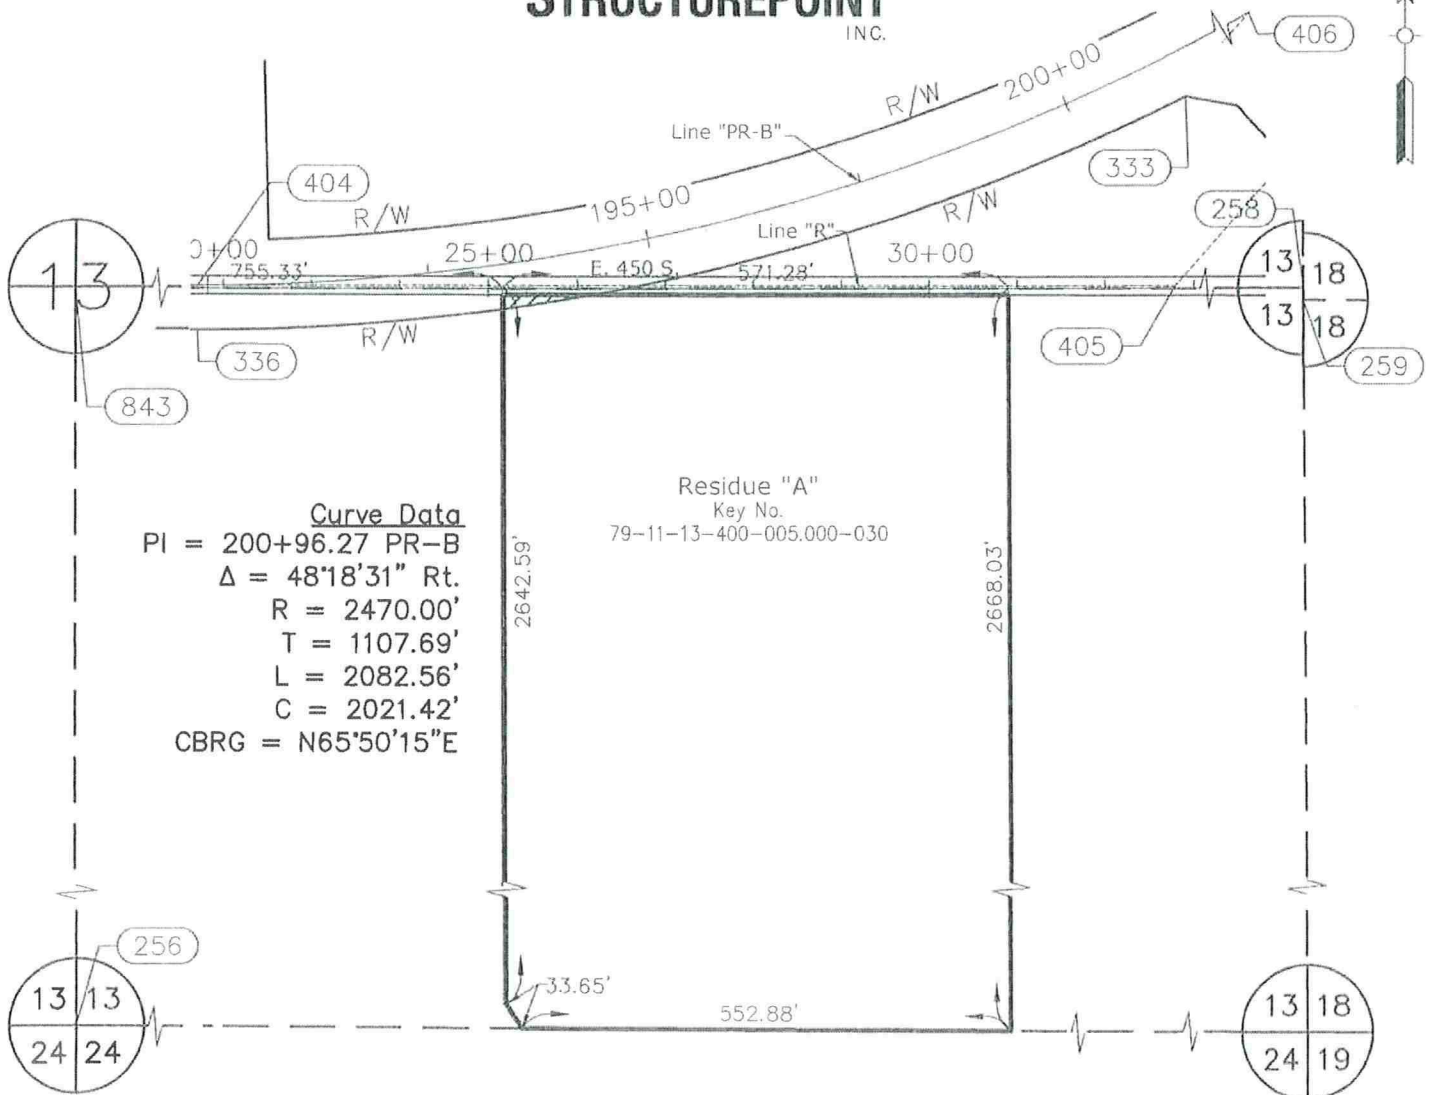 STRUCTUREPOINT
INC.
406
200+00
R/W
Line "PR-B"
333
404
R/W
195+00
R/W
258
Line "R"
0+00
25+00
30+00
755.33'
E. 450 S.
571.28'
13
13 18
13 18
R/W
336
405
259
843
Residue "A"
Key No.
79-11-13-400-005.000-030
Curve Data
PI = 200+96.27 PR-B
Δ = 48°18'31" Rt.
R = 2470.00'
T = 1107.69'
L = 2082.56'
C = 2021.42'
CBRG = N65°50'15"E
2642.59'
2668.03'
256
13 13
24 24
33.65'
552.88'
13 18
24 19